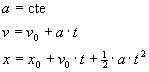 a = cte
v = v₀ + a · t
x = x₀ + v₀ · t + ½ · a · t²